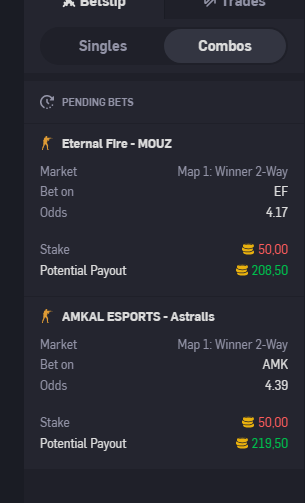 Betslip Trades
Singles Combos
PENDING BETS
Eternal Fire - MOUZ
Market Map 1: Winner 2-Way
Bet on EF
Odds 4.17
Stake 50,00
Potential Payout 208,50
AMKAL ESPORTS - Astralis
Market Map 1: Winner 2-Way
Bet on AMK
Odds 4.39
Stake 50,00
Potential Payout 219,50